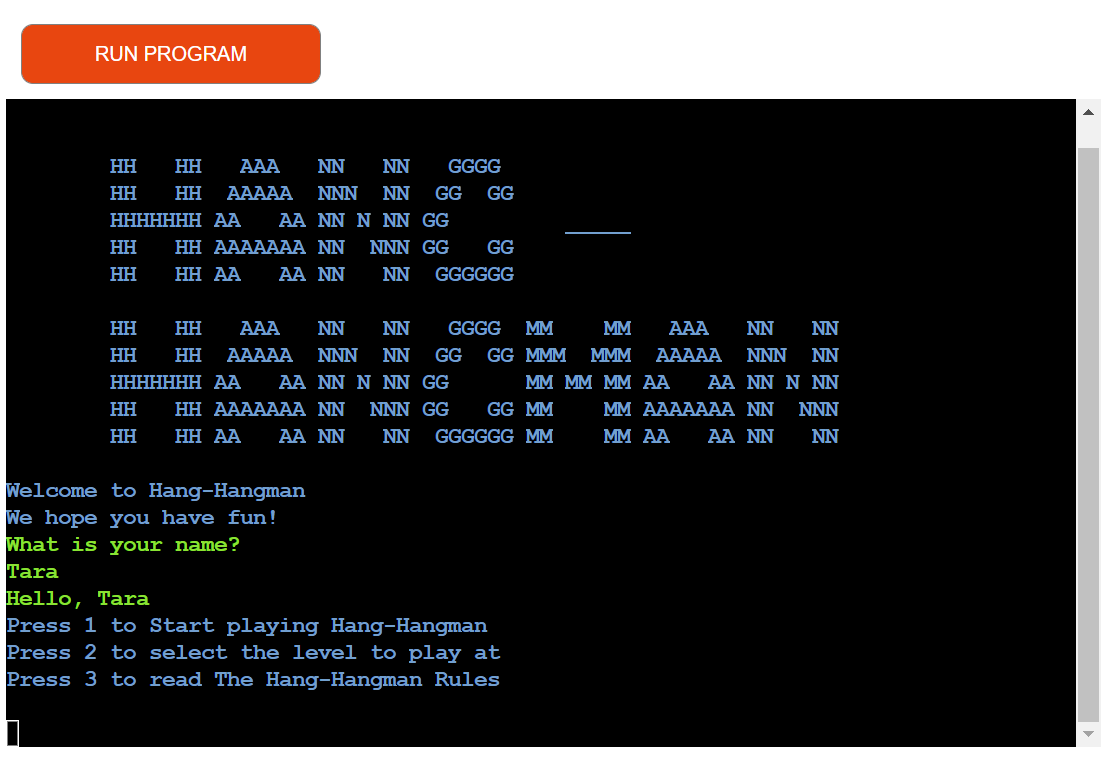 RUN PROGRAM
HH   HH   AAA   NN   NN   GGGG
HH   HH  AAAAA  NNN  NN  GG  GG
HHHHHHH AA   AA NN N NN GG         _____
HH   HH AAAAAAA NN  NNN GG   GG
HH   HH AA   AA NN   NN  GGGGGG
HH   HH   AAA   NN   NN   GGGG  MM    MM   AAA   NN   NN
HH   HH  AAAAA  NNN  NN  GG  GG MMM  MMM  AAAAA  NNN  NN
HHHHHHH AA   AA NN N NN GG      MM MM MM AA   AA NN N NN
HH   HH AAAAAAA NN  NNN GG   GG MM    MM AAAAAAA NN  NNN
HH   HH AA   AA NN   NN  GGGGGG MM    MM AA   AA NN   NN
Welcome to Hang-Hangman
We hope you have fun!
What is your name?
Tara
Hello, Tara
Press 1 to Start playing Hang-Hangman
Press 2 to select the level to play at
Press 3 to read The Hang-Hangman Rules